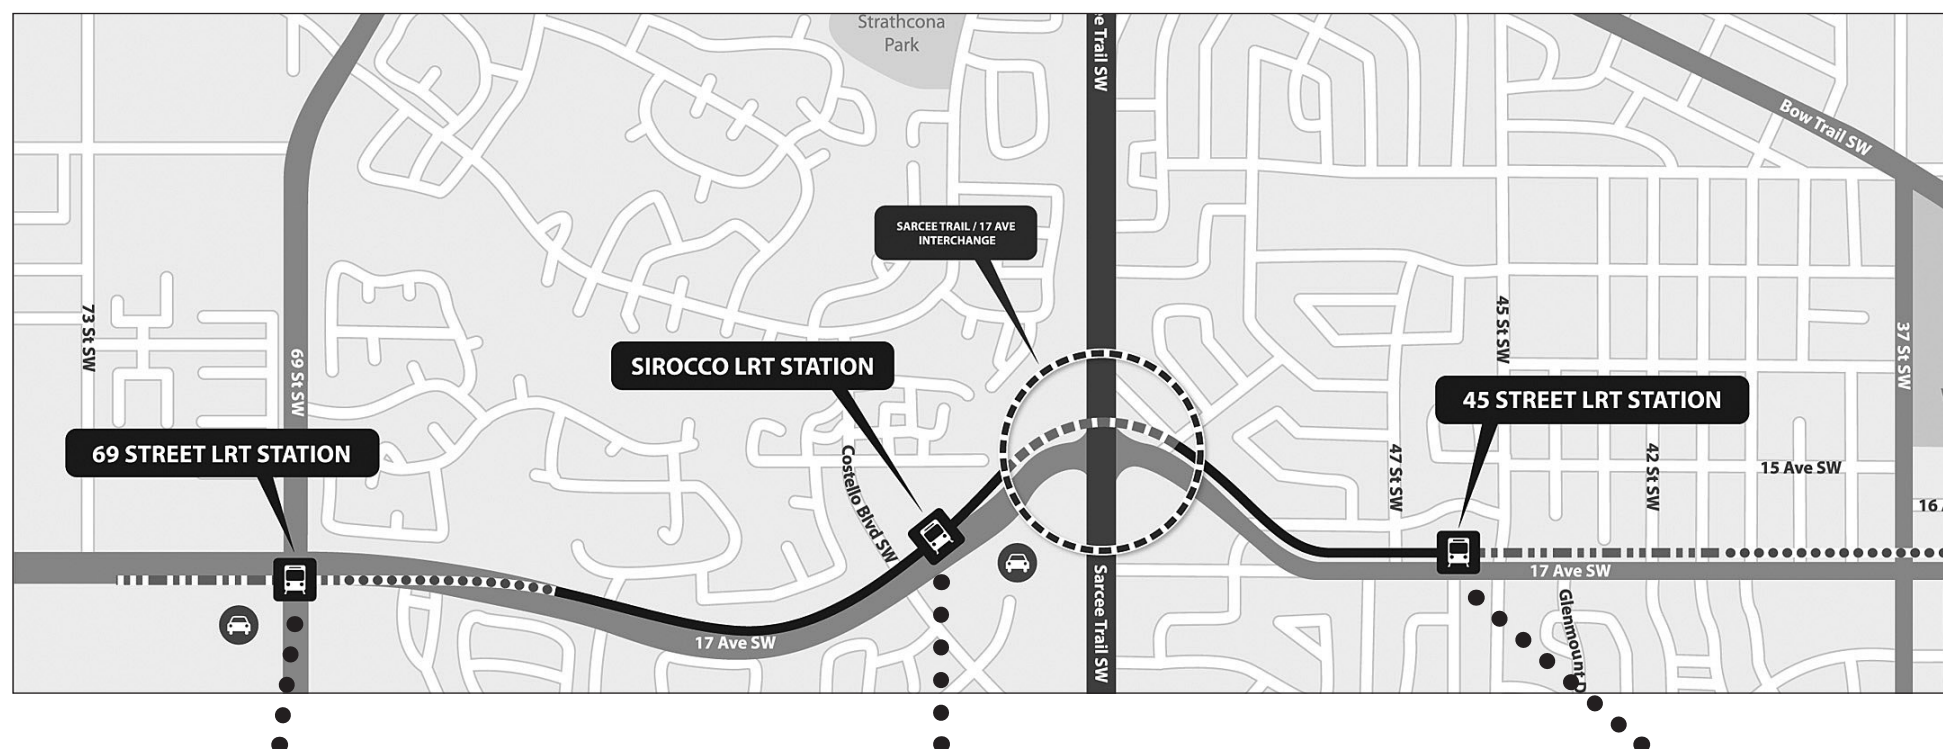 Strathcona
Park
e Trail SW
Bow Trail SW
SARCEE TRAIL / 17 AVE
INTERCHANGE
73 St SW
69 St SW
45 St SW
37 St SW
SIROCCO LRT STATION
45 STREET LRT STATION
69 STREET LRT STATION
Costello Blvd SW
47 St SW
42 St SW
15 Ave SW
16
17 Ave SW
17 Ave SW
Sarcee Trail SW
Glenmount D